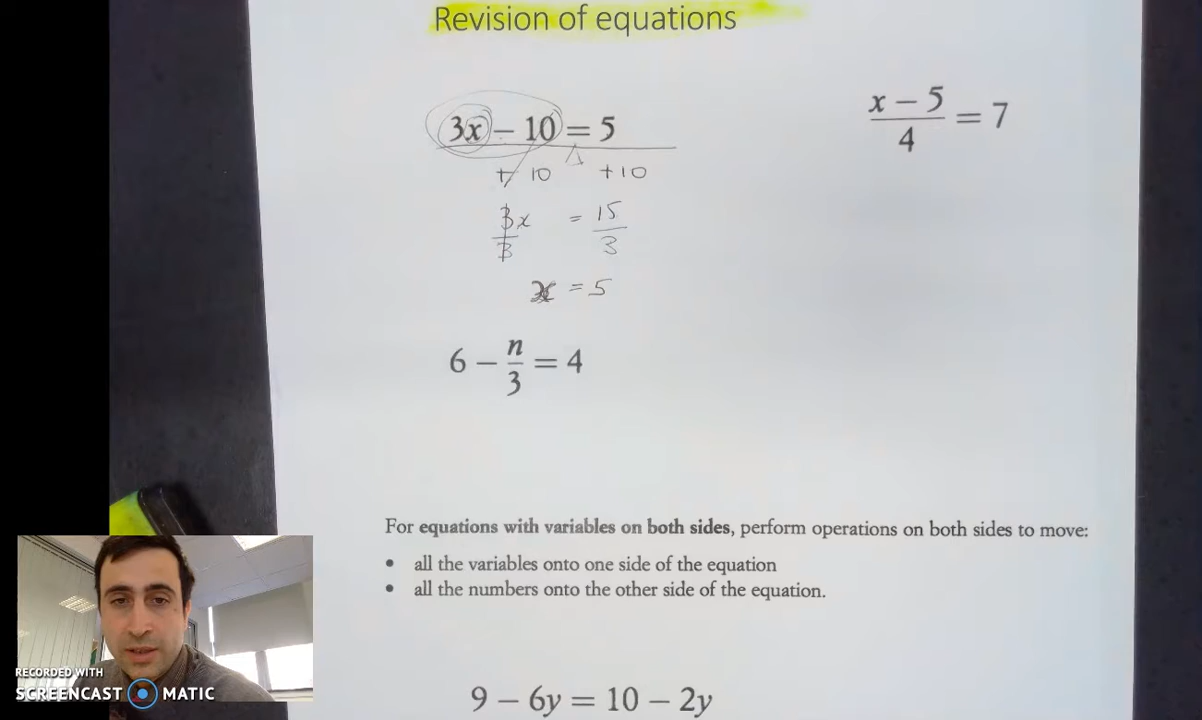 Revision of equations
3x − 10 = 5
+ 10 +10
3x/3 = 15/3
x = 5
(x − 5)/4 = 7
6 − n/3 = 4
For equations with variables on both sides, perform operations on both sides to move:
• all the variables onto one side of the equation
• all the numbers onto the other side of the equation.
9 − 6y = 10 − 2y
RECORDED WITH
SCREENCAST MATIC